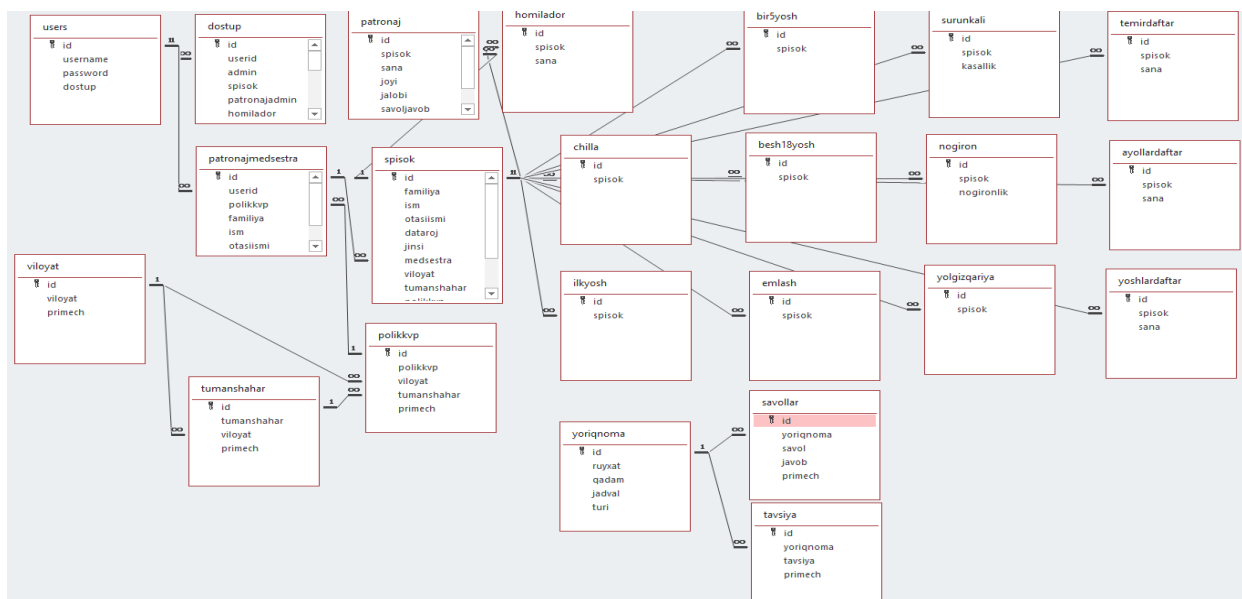 users
id
username
password
dostup
dostup
id
userid
admin
spisok
patronajadmin
homilador
patronaj
id
spisok
sana
joyi
jalobi
savoljavob
homilador
id
spisok
sana
bir5yosh
id
spisok
surunkali
id
spisok
kasallik
temirdaftar
id
spisok
sana
patronajmedsestra
id
userid
polikkvp
familiya
ism
otasiismi
spisok
id
familiya
ism
otasiismi
dataroj
jinsi
medsestra
viloyat
tumanshahar
polikkvp
chilla
id
spisok
besh18yosh
id
spisok
nogiron
id
spisok
nogironlik
ayollardaftar
id
spisok
sana
viloyat
id
viloyat
primech
ilkyosh
id
spisok
emlash
id
spisok
yolgizqariya
id
spisok
yoshlardaftar
id
spisok
sana
tumanshahar
id
tumanshahar
viloyat
primech
polikkvp
id
polikkvp
viloyat
tumanshahar
primech
yoriqnoma
id
ruyxat
qadam
jadval
turi
savollar
id
yoriqnoma
savol
javob
primech
tavsiya
id
yoriqnoma
tavsiya
primech